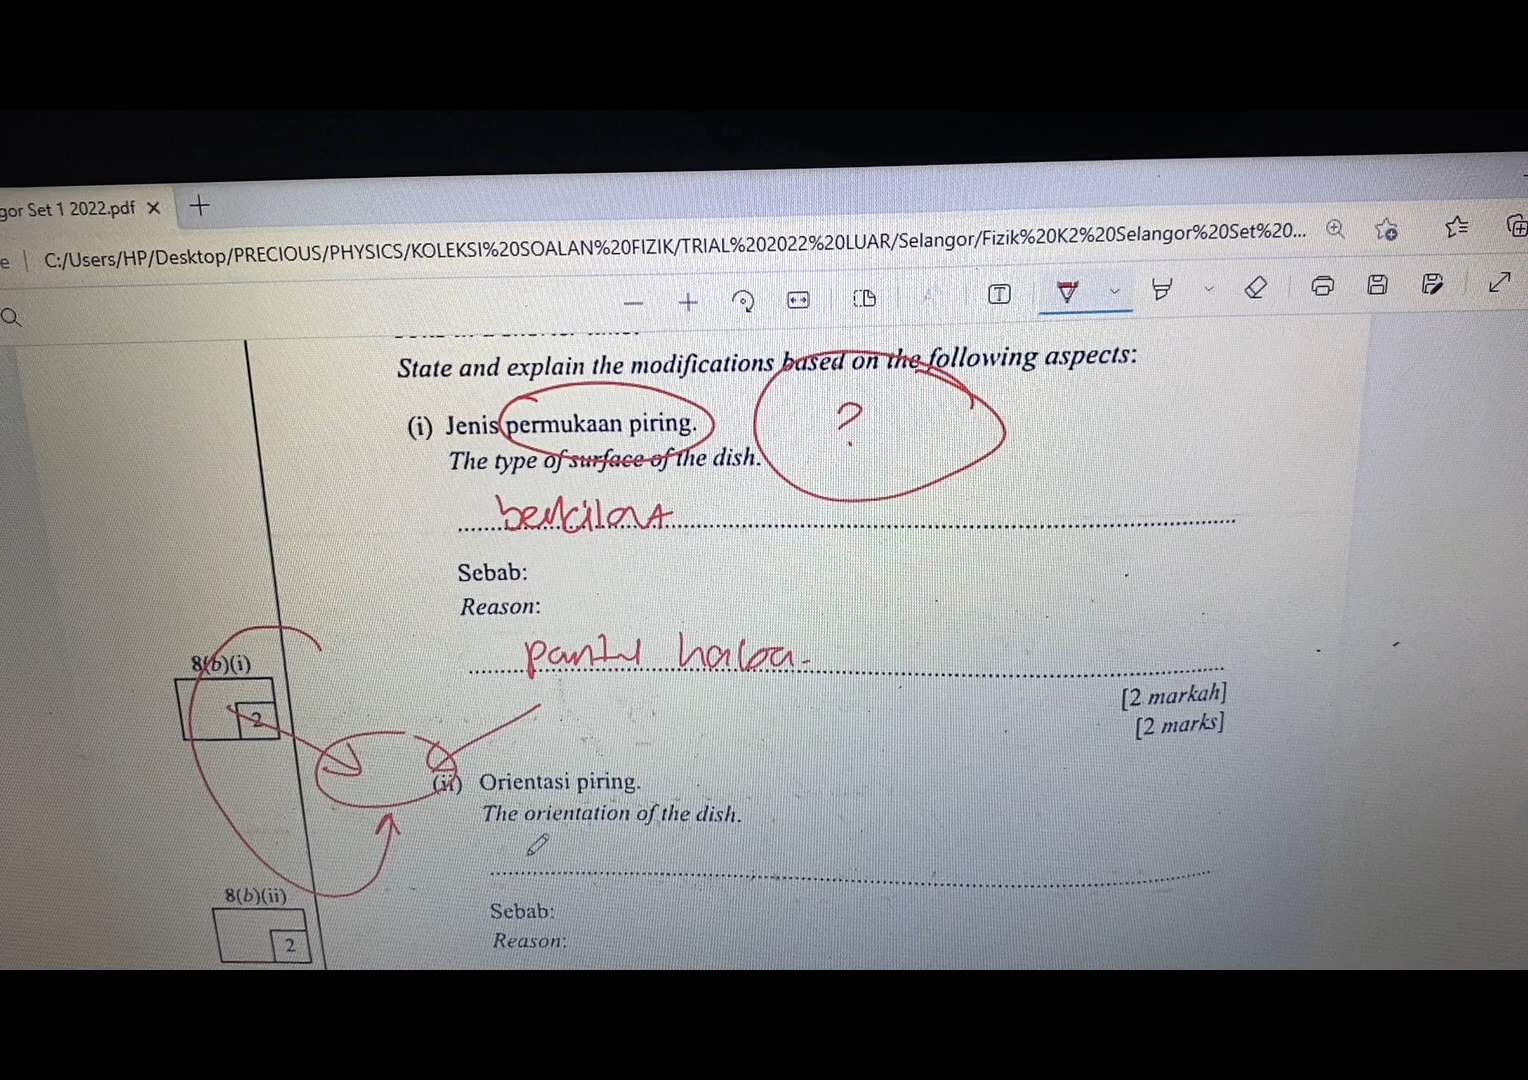 gor Set 1 2022.pdf
e | C:/Users/HP/Desktop/PRECIOUS/PHYSICS/KOLEKSI%20SOALAN%20FIZIK/TRIAL%202022%20LUAR/Selangor/Fizik%20K2%20Selangor%20Set%20...
State and explain the modifications based on the following aspects:
(i) Jenis permukaan piring.
?
The type of surface of the dish.
berkilat
Sebab:
Reason:
8(b)(i)
2
pantul haba.
[2 markah]
[2 marks]
(ii) Orientasi piring.
The orientation of the dish.
8(b)(ii)
2
Sebab:
Reason: